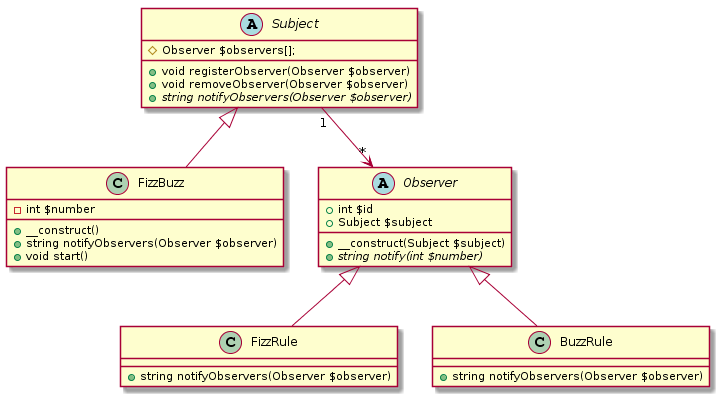 A Subject
Observer $observers[];
void registerObserver(Observer $observer)
void removeObserver(Observer $observer)
string notifyObservers(Observer $observer)
1
*
C FizzBuzz
int $number
__construct()
string notifyObservers(Observer $observer)
void start()
A Observer
int $id
Subject $subject
__construct(Subject $subject)
string notify(int $number)
C FizzRule
string notifyObservers(Observer $observer)
C BuzzRule
string notifyObservers(Observer $observer)